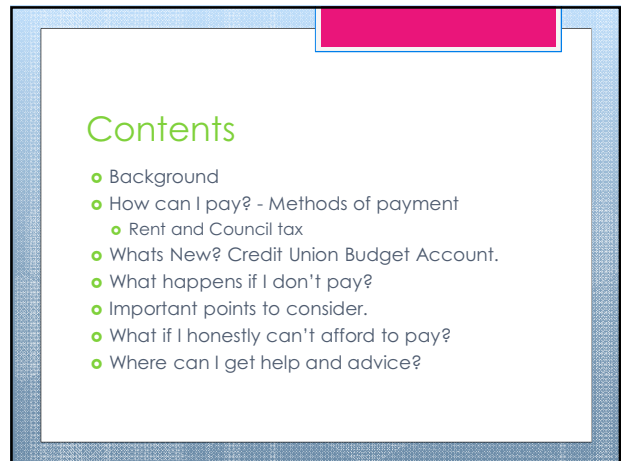 Contents
Background
How can I pay? - Methods of payment
Rent and Council tax
Whats New? Credit Union Budget Account.
What happens if I don't pay?
Important points to consider.
What if I honestly can't afford to pay?
Where can I get help and advice?